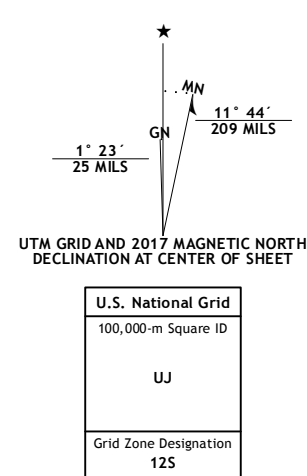 ★
MN
GN
11° 44´
209 MILS
1° 23´
25 MILS
UTM GRID AND 2017 MAGNETIC NORTH
DECLINATION AT CENTER OF SHEET
U.S. National Grid
100,000-m Square ID
UJ
Grid Zone Designation
12S